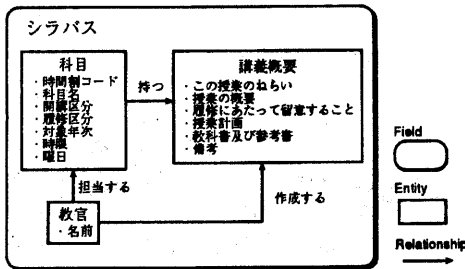 シラバス
科目
・時間割コード
・科目名
・開講区分
・履修区分
・対象年次
・時限
・曜日
持つ
講義概要
・この授業のねらい
・授業の概要
・履修にあたって留意すること
・授業計画
・教科書及び参考書
・備考
担当する
作成する
教官
・名前
Field
Entity
Relationship